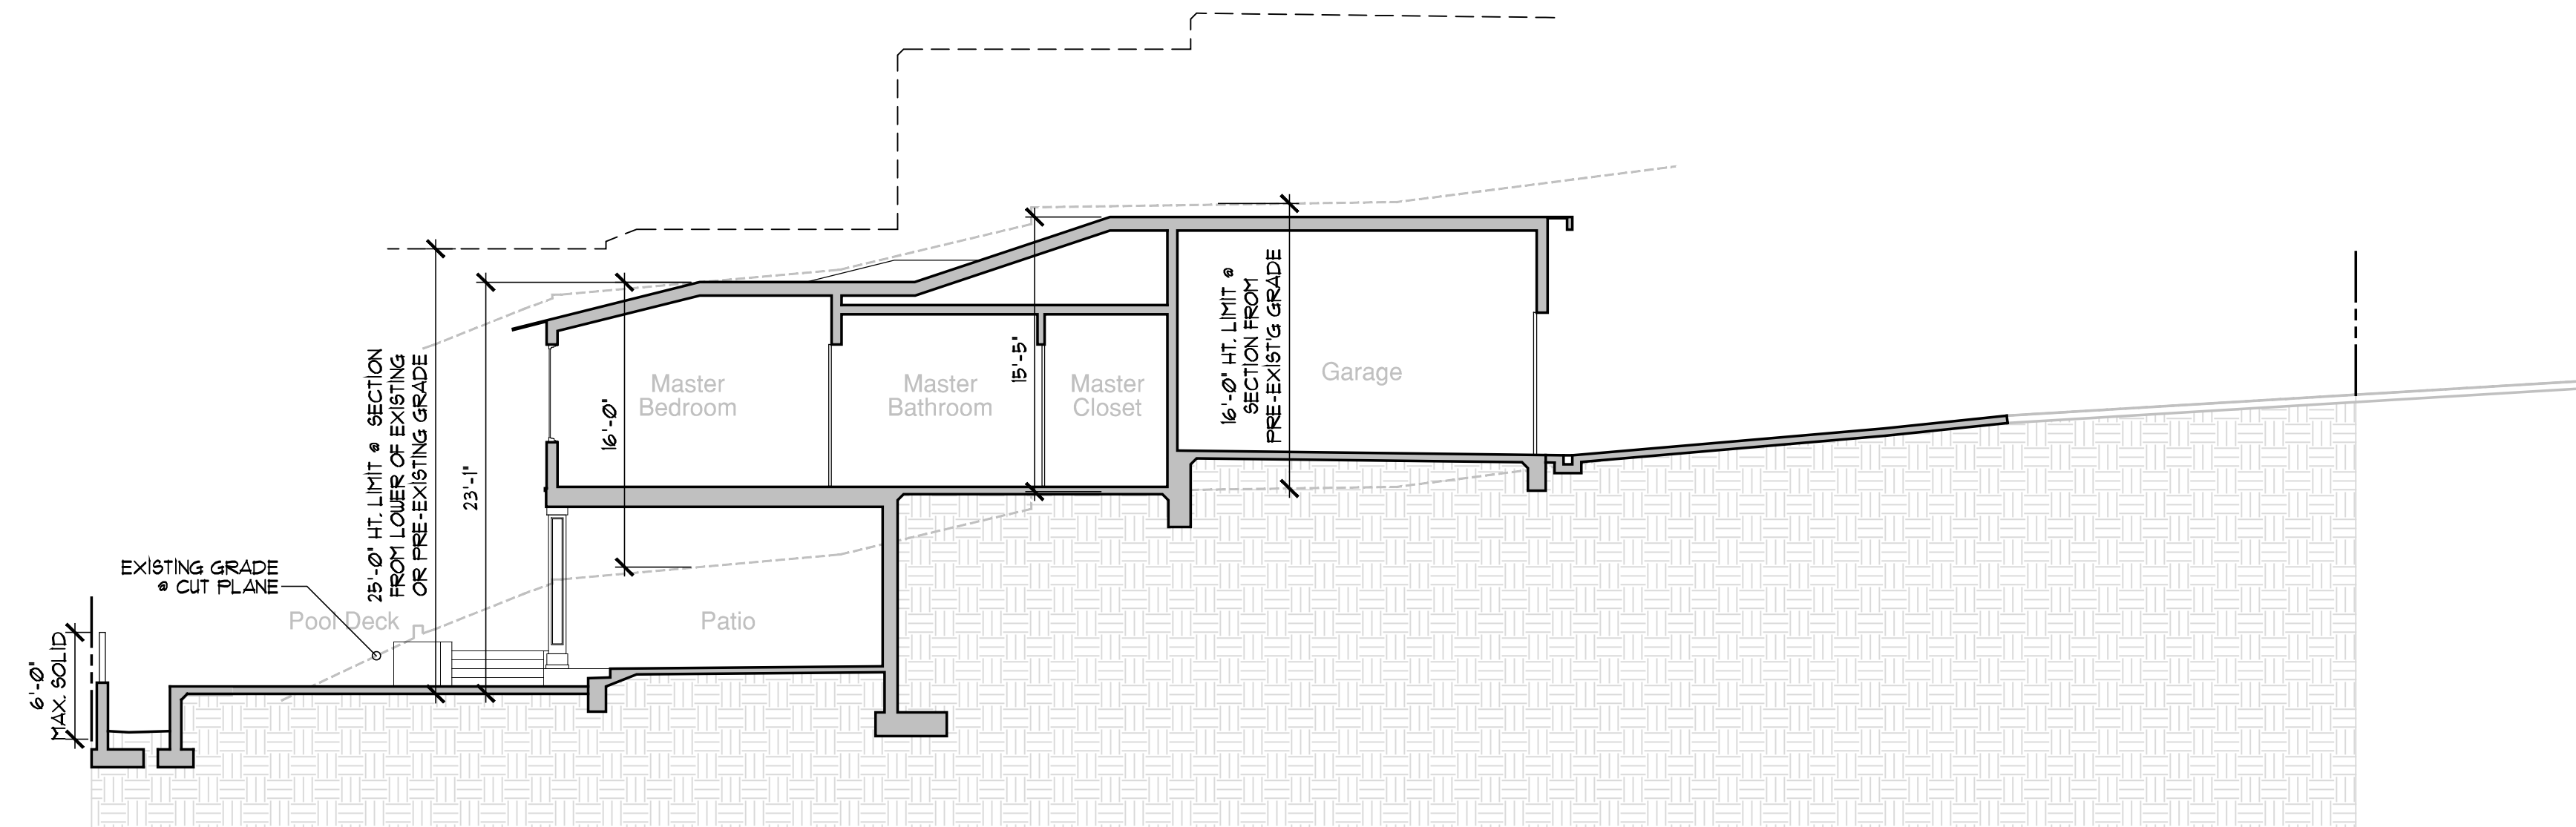 25'-0" HT. LIMIT @ SECTION
FROM LOWER OF EXISTING
OR PRE-EXISTING GRADE
23'-1"
16'-0"
Master
Bedroom
Master
Bathroom
15'-5"
Master
Closet
16'-0" HT. LIMIT @
SECTION FROM
PRE-EXIST'G GRADE
Garage
EXISTING GRADE
@ CUT PLANE
Pool Deck
Patio
6'-0"
MAX. SOLID